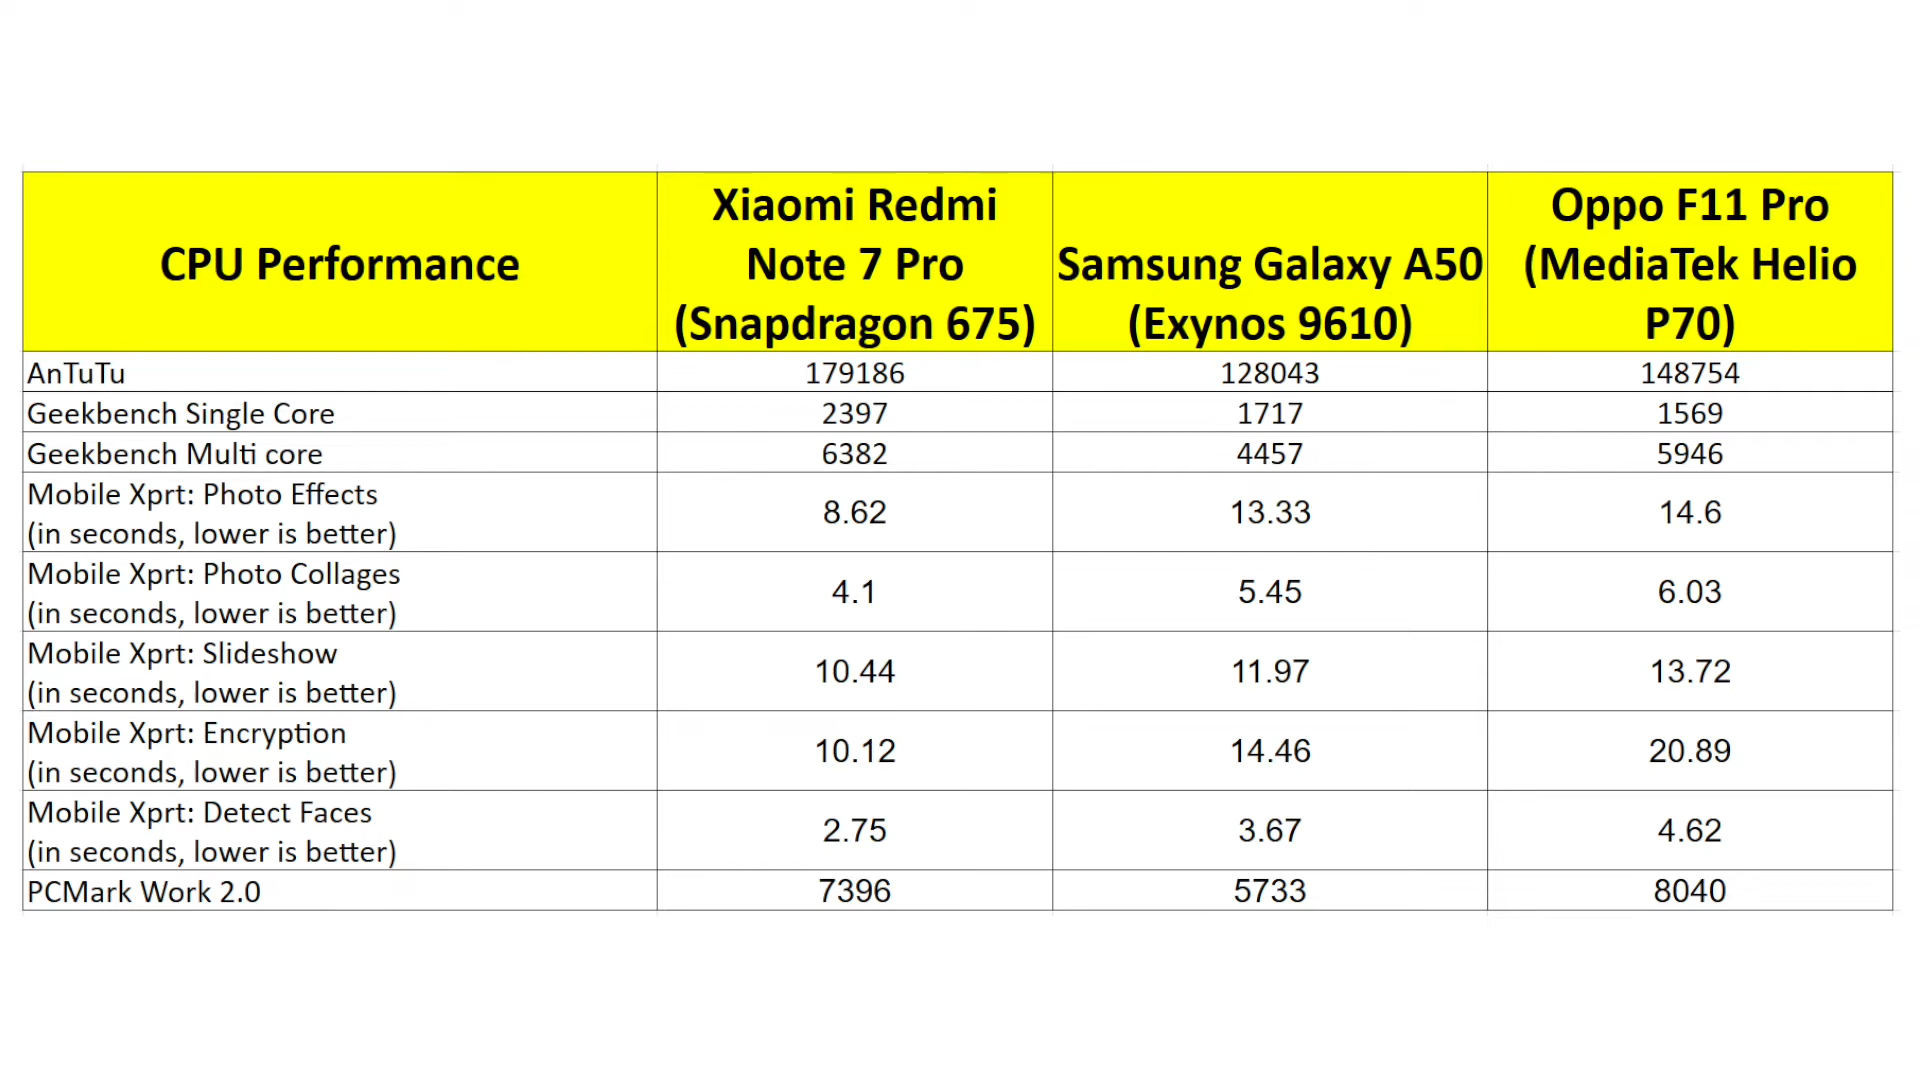 CPU Performance
Xiaomi Redmi
Note 7 Pro
(Snapdragon 675)
Samsung Galaxy A50
(Exynos 9610)
Oppo F11 Pro
(MediaTek Helio
P70)
AnTuTu 179186 128043 148754
Geekbench Single Core 2397 1717 1569
Geekbench Multi core 6382 4457 5946
Mobile Xprt: Photo Effects
(in seconds, lower is better) 8.62 13.33 14.6
Mobile Xprt: Photo Collages
(in seconds, lower is better) 4.1 5.45 6.03
Mobile Xprt: Slideshow
(in seconds, lower is better) 10.44 11.97 13.72
Mobile Xprt: Encryption
(in seconds, lower is better) 10.12 14.46 20.89
Mobile Xprt: Detect Faces
(in seconds, lower is better) 2.75 3.67 4.62
PCMark Work 2.0 7396 5733 8040